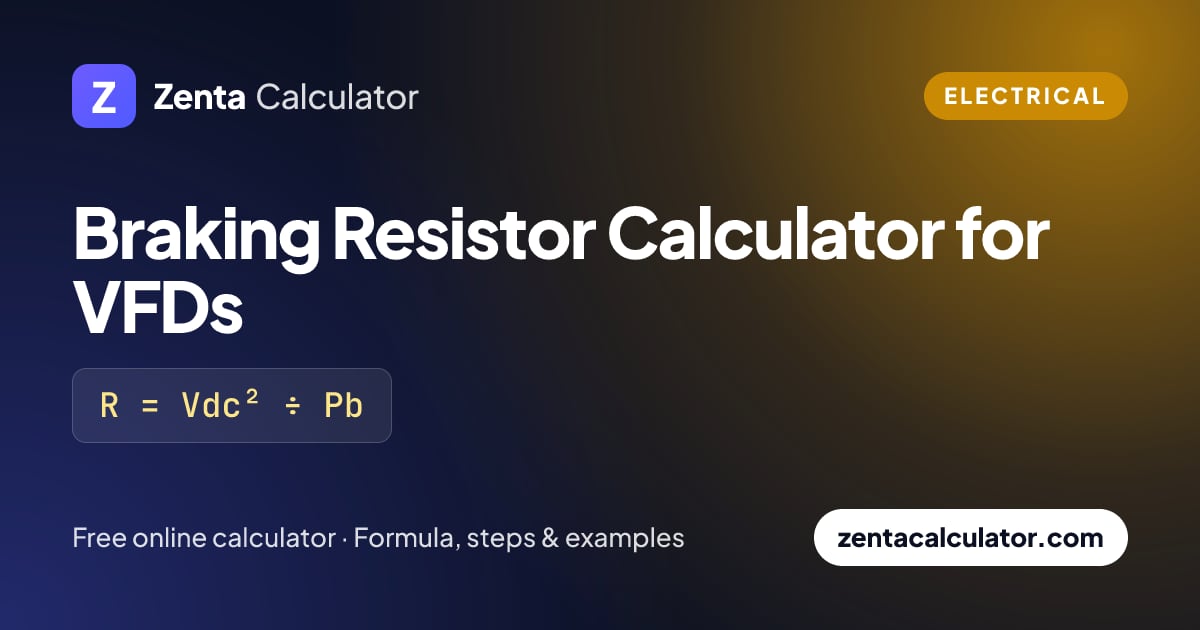 Z Zenta Calculator
ELECTRICAL
Braking Resistor Calculator for
VFDs
R = Vdc² ÷ Pb
Free online calculator · Formula, steps & examples
zentacalculator.com